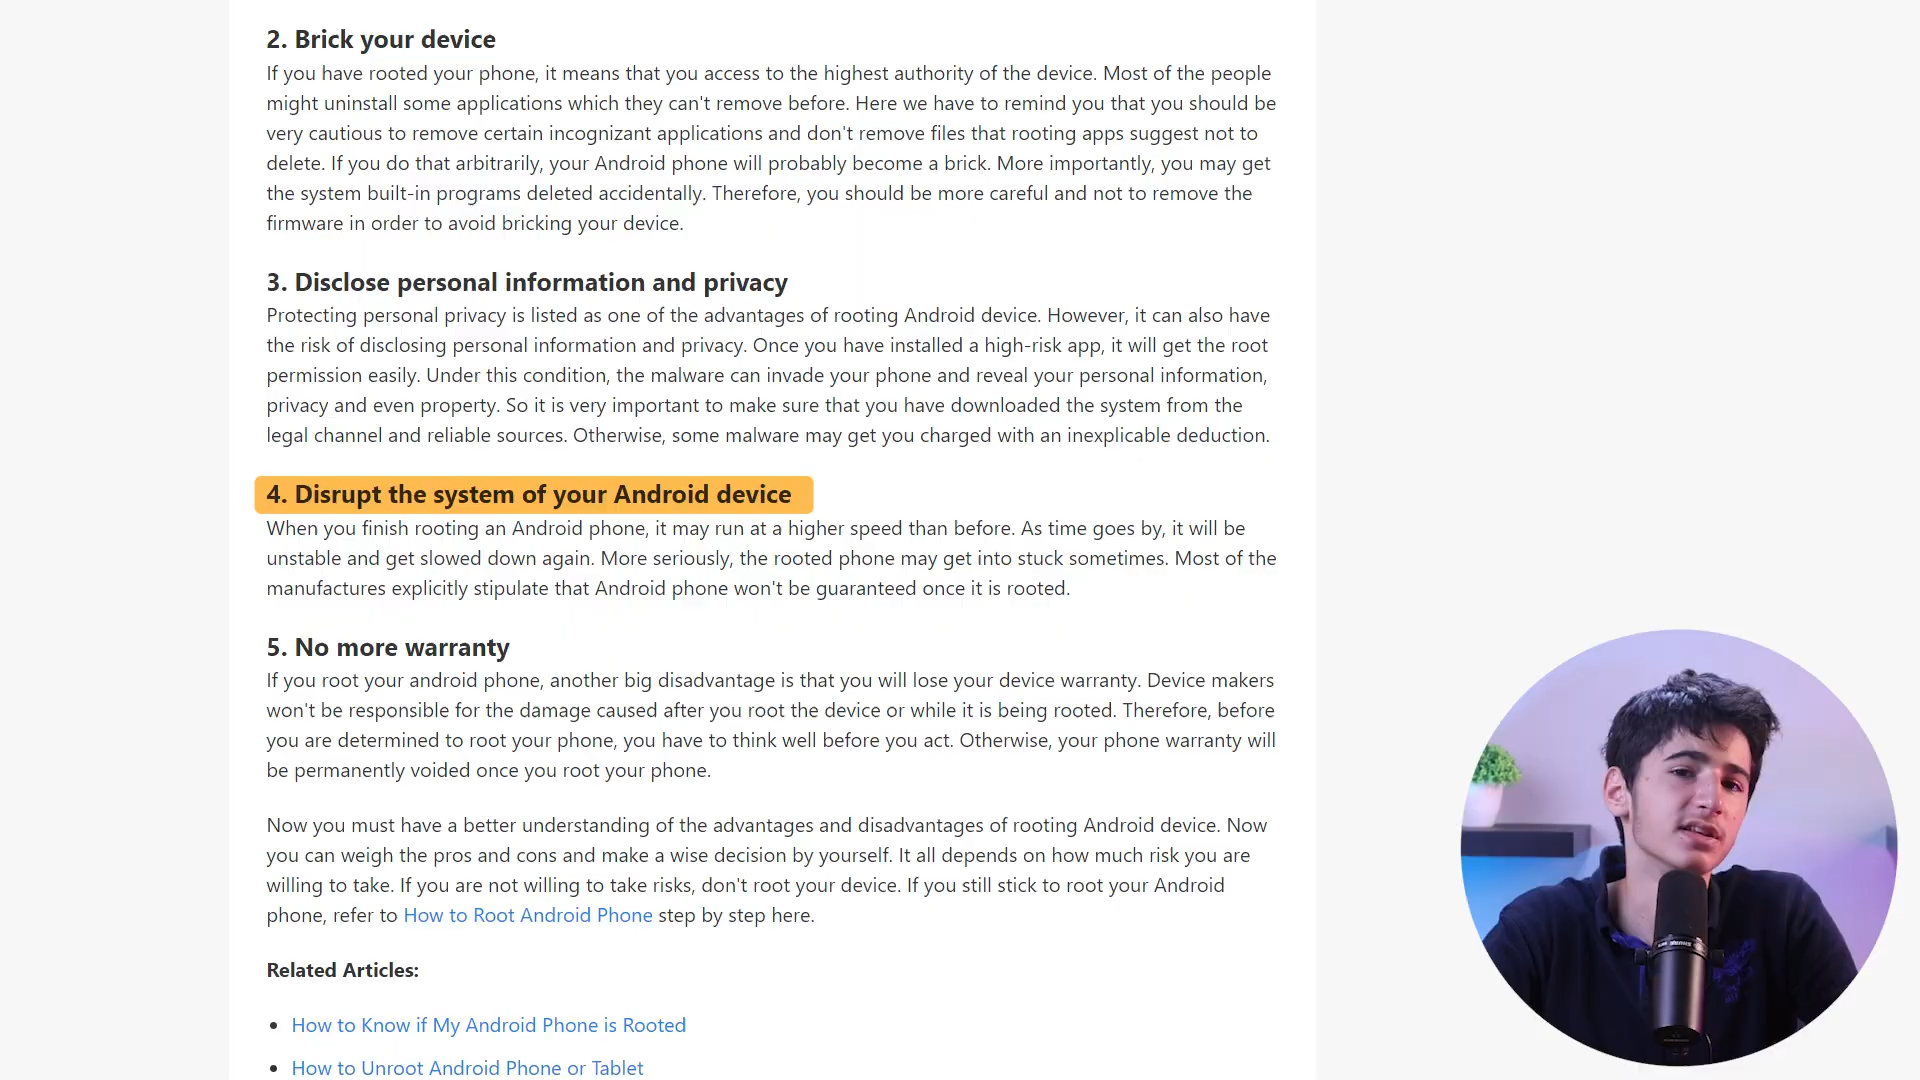 2. Brick your device
If you have rooted your phone, it means that you access to the highest authority of the device. Most of the people
might uninstall some applications which they can't remove before. Here we have to remind you that you should be
very cautious to remove certain incognizant applications and don't remove files that rooting apps suggest not to
delete. If you do that arbitrarily, your Android phone will probably become a brick. More importantly, you may get
the system built-in programs deleted accidentally. Therefore, you should be more careful and not to remove the
firmware in order to avoid bricking your device.
3. Disclose personal information and privacy
Protecting personal privacy is listed as one of the advantages of rooting Android device. However, it can also have
the risk of disclosing personal information and privacy. Once you have installed a high-risk app, it will get the root
permission easily. Under this condition, the malware can invade your phone and reveal your personal information,
privacy and even property. So it is very important to make sure that you have downloaded the system from the
legal channel and reliable sources. Otherwise, some malware may get you charged with an inexplicable deduction.
4. Disrupt the system of your Android device
When you finish rooting an Android phone, it may run at a higher speed than before. As time goes by, it will be
unstable and get slowed down again. More seriously, the rooted phone may get into stuck sometimes. Most of the
manufactures explicitly stipulate that Android phone won't be guaranteed once it is rooted.
5. No more warranty
If you root your android phone, another big disadvantage is that you will lose your device warranty. Device makers
won't be responsible for the damage caused after you root the device or while it is being rooted. Therefore, before
you are determined to root your phone, you have to think well before you act. Otherwise, your phone warranty will
be permanently voided once you root your phone.
Now you must have a better understanding of the advantages and disadvantages of rooting Android device. Now
you can weigh the pros and cons and make a wise decision by yourself. It all depends on how much risk you are
willing to take. If you are not willing to take risks, don't root your device. If you still stick to root your Android
phone, refer to How to Root Android Phone step by step here.
Related Articles:
• How to Know if My Android Phone is Rooted
• How to Unroot Android Phone or Tablet